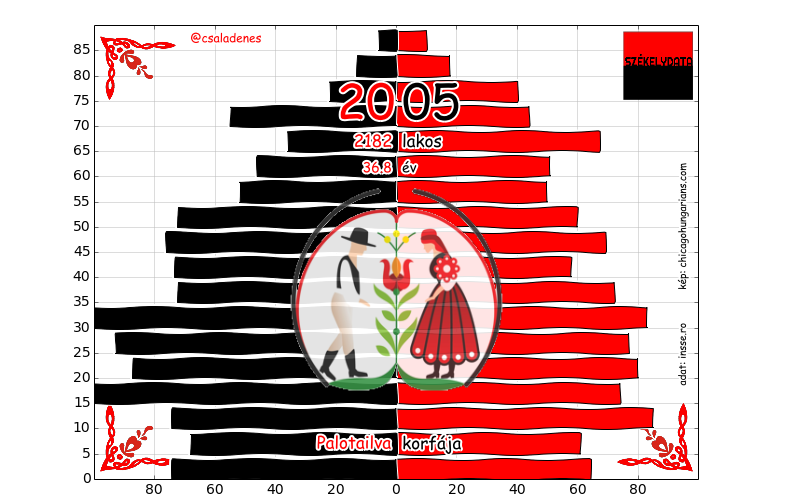 @csaladenes
SZÉKELYDATA
2005
2182 lakos
36.8 év
kép: chicagohungarians.com
adat: insse.ro
Palotailva korfája
85
80
75
70
65
60
55
50
45
40
35
30
25
20
15
10
5
0
80 60 40 20 0 20 40 60 80